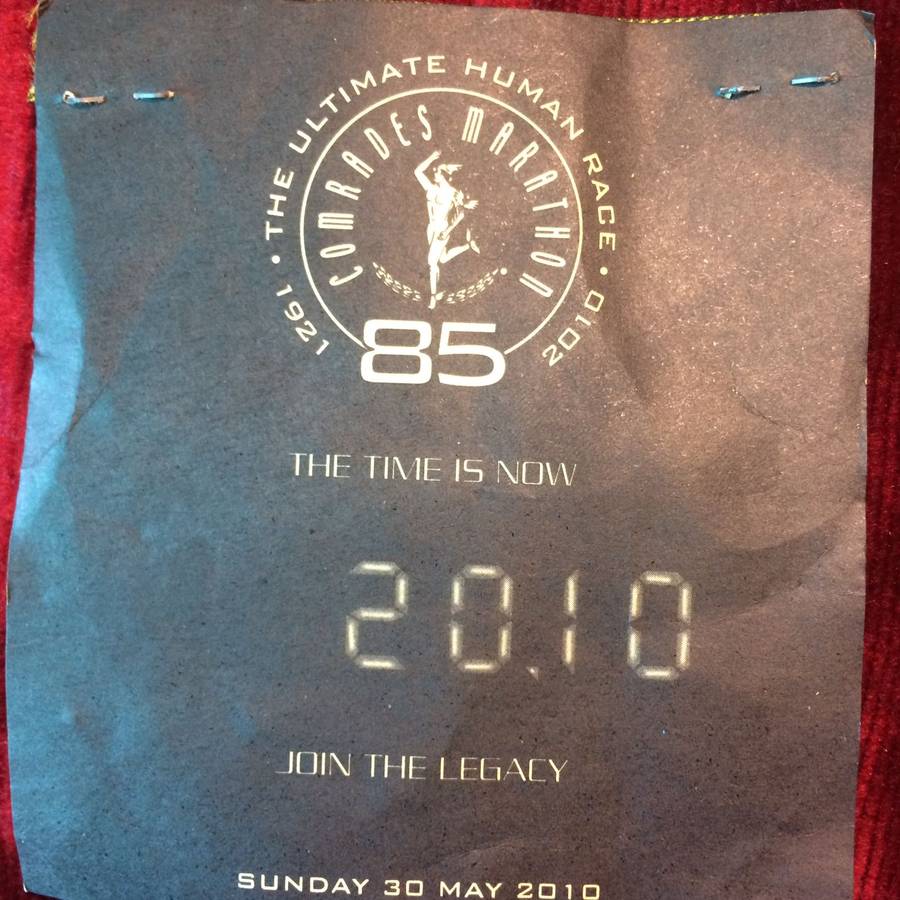 • THE ULTIMATE HUMAN RACE •
COMRADES MARATHON
1921
2010
85
THE TIME IS NOW
20.10
JOIN THE LEGACY
SUNDAY 30 MAY 2010